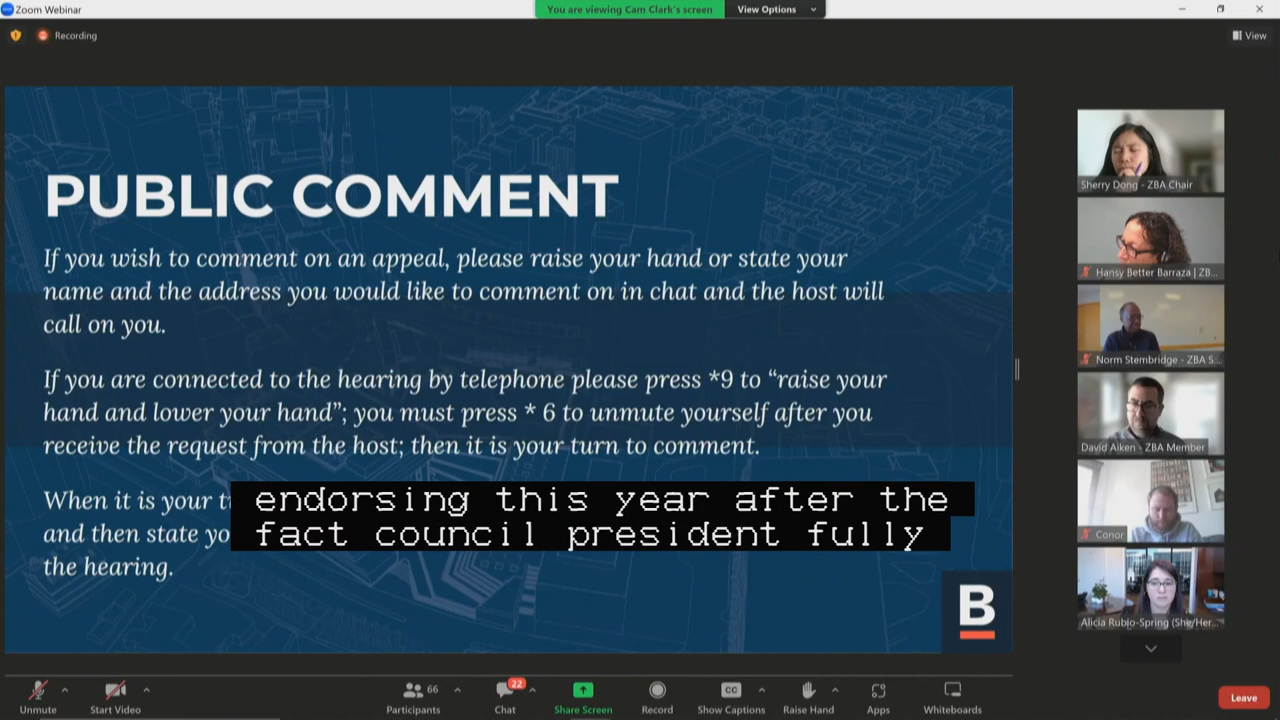 Zoom Webinar
You are viewing Cam Clark's screen
View Options
Recording
View
PUBLIC COMMENT
If you wish to comment on an appeal, please raise your hand or state your
name and the address you would like to comment on in chat and the host will
call on you.
If you are connected to the hearing by telephone please press *9 to “raise your
hand and lower your hand”; you must press * 6 to unmute yourself after you
receive the request from the host; then it is your turn to comment.
When it is your
and then state
the hearing.
endorsing this year after the
fact council president fully
B
Sherry Dong - ZBA Chair
Hansy Better Barraza | ZB...
Norm Stembridge - ZBA S...
David Aiken - ZBA Member
Conor
Alicia Rubio-Spring (She/Her...
Unmute
Start Video
66
Participants
22
Chat
Share Screen
Record
CC
Show Captions
Raise Hand
Apps
Whiteboards
Leave